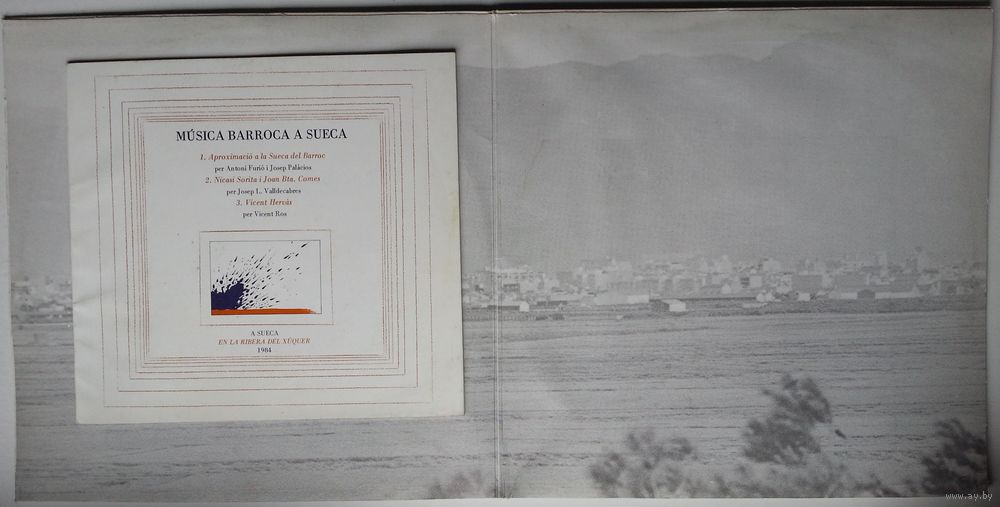 MÚSICA BARROCA A SUECA
1. Aproximació a la Sueca del Barroc
per Antoni Furió i Josep Palàcios
2. Nicasi Sorita i Joan Bta. Comes
per Josep L. Valldecabres
3. Vicent Hervàs
per Vicent Ros
A SUECA
EN LA RIBERA DEL XÚQUER
1984
www.ay.by